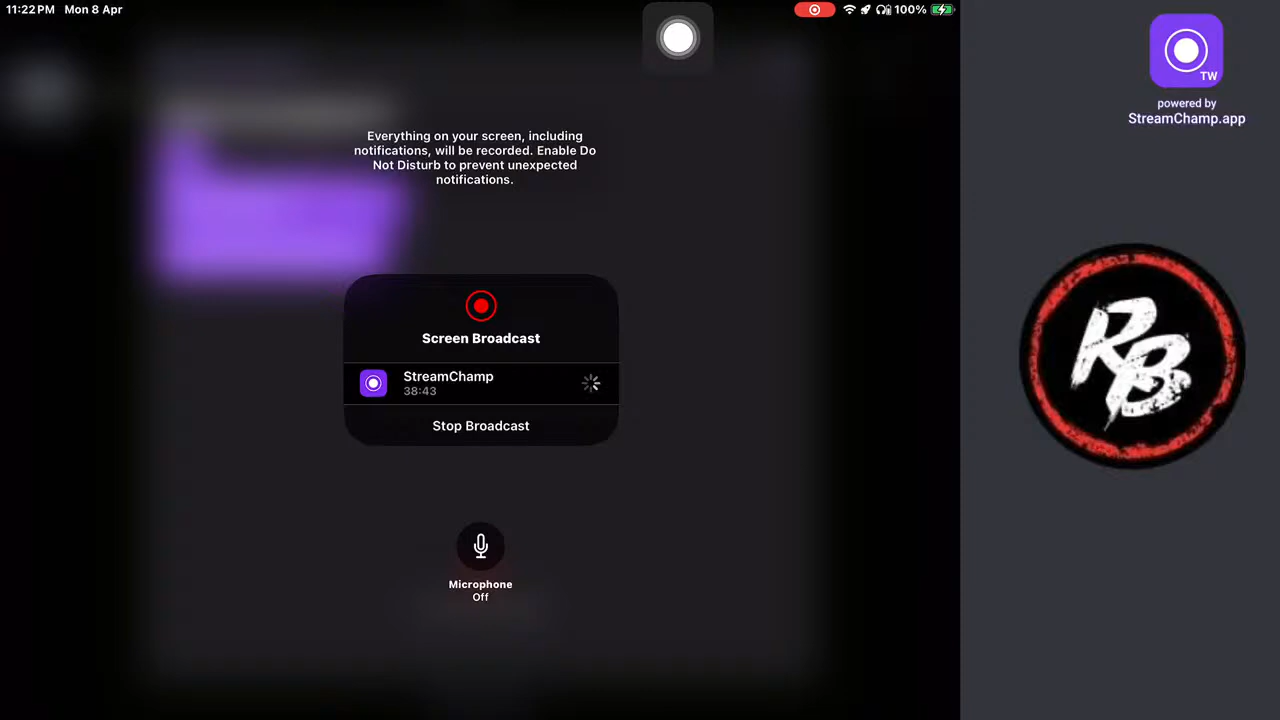 11:22 PM Mon 8 Apr
100%
TW
powered by
StreamChamp.app
Everything on your screen, including
notifications, will be recorded. Enable Do
Not Disturb to prevent unexpected
notifications.
Screen Broadcast
StreamChamp
38:43
Stop Broadcast
RB
Microphone
Off